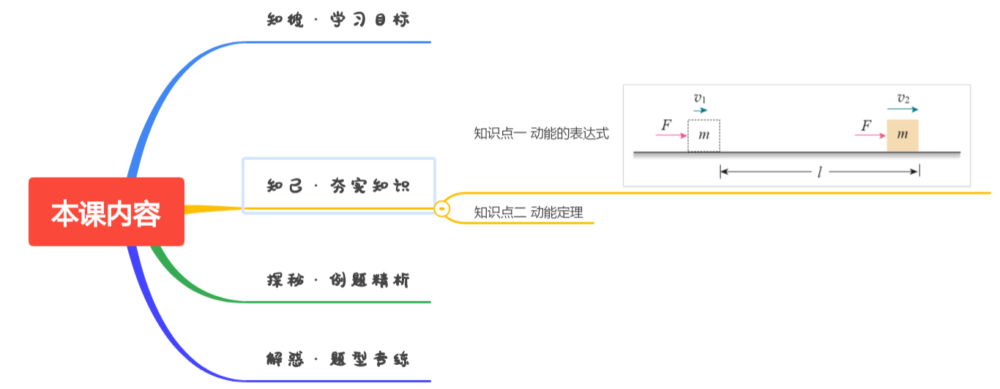 知彼·学习目标
本课内容
知己·夯实知识
知识点一 动能的表达式
v₁
F
m
v₂
F
m
l
知识点二 动能定理
探秘·例题精析
解惑·题型专练